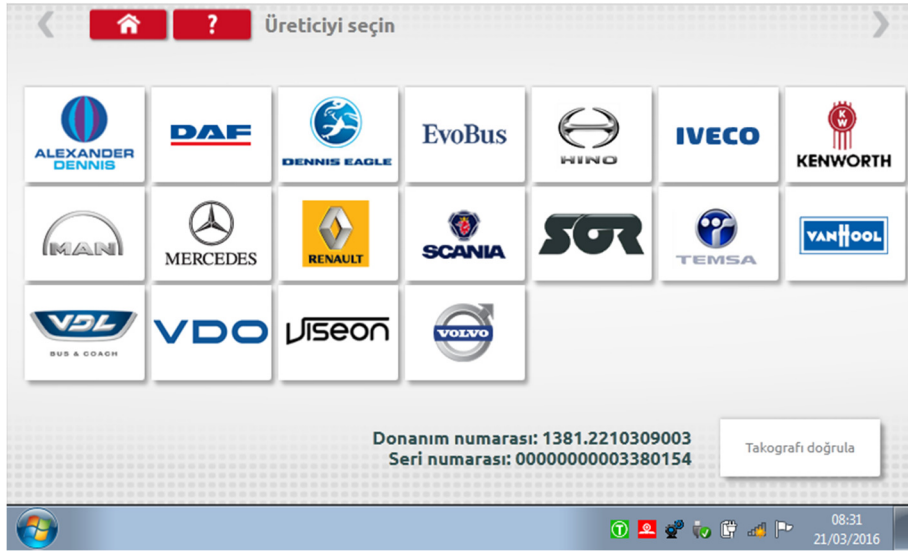 ?
Üreticiyi seçin
ALEXANDER
DENNIS
DAF
DENNIS EAGLE
EvoBus
HINO
IVECO
KW
KENWORTH
MAN
MERCEDES
RENAULT
SCANIA
SOR
TEMSA
VANHOOL
VDL
BUS & COACH
VDO
Viseon
VOLVO
Donanım numarası: 1381.2210309003
Seri numarası: 00000000003380154
Takografı doğrula
T
08:31
21/03/2016